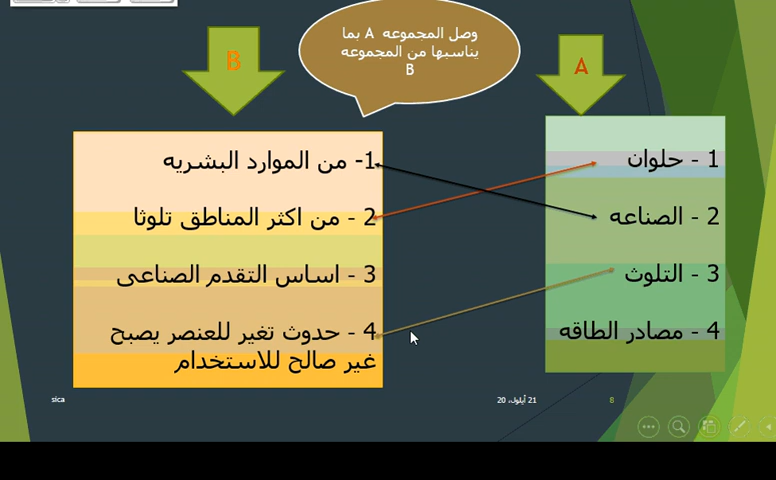 وصل المجموعه A بما
يناسبها من المجموعه
B
A
B
1 - حلوان
2 - الصناعه
3 - التلوث
4 - مصادر الطاقه
1- من الموارد البشريه
2 - من اكثر المناطق تلوثا
3 - اساس التقدم الصناعى
4 - حدوث تغير للعنصر يصبح
غير صالح للاستخدام
sica
21 أيلول، 20
8